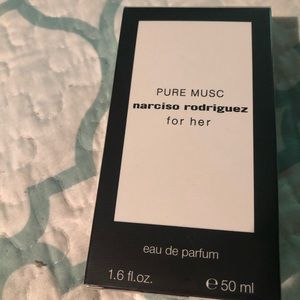 PURE MUSC
narciso rodriguez
for her
eau de parfum
1.6 fl.oz. ℮ 50 ml